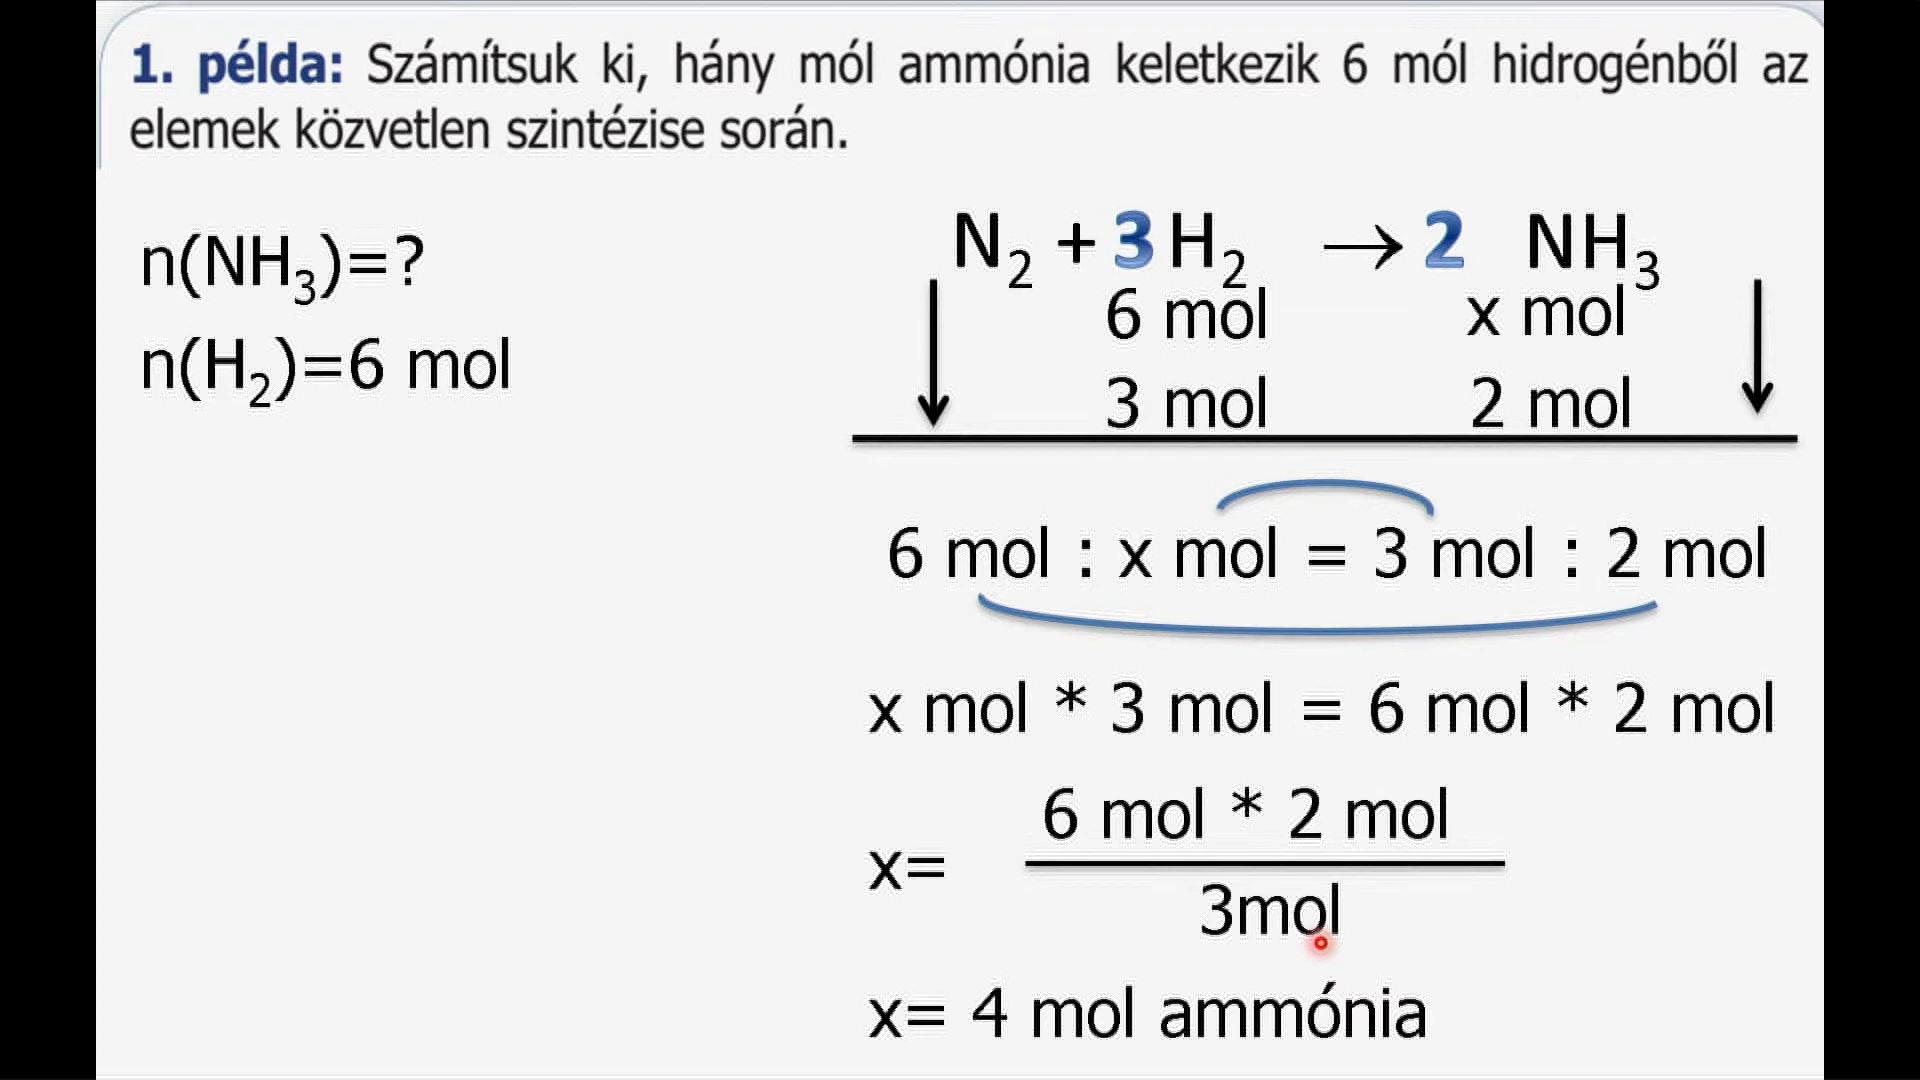 1. példa: Számítsuk ki, hány mól ammónia keletkezik 6 mól hidrogénből az
elemek közvetlen szintézise során.
n(NH₃)=?
n(H₂)=6 mol
N₂ + 3 H₂ → 2 NH₃
6 mol x mol
3 mol 2 mol
6 mol : x mol = 3 mol : 2 mol
x mol * 3 mol = 6 mol * 2 mol
6 mol * 2 mol
x=
3mol
x= 4 mol ammónia